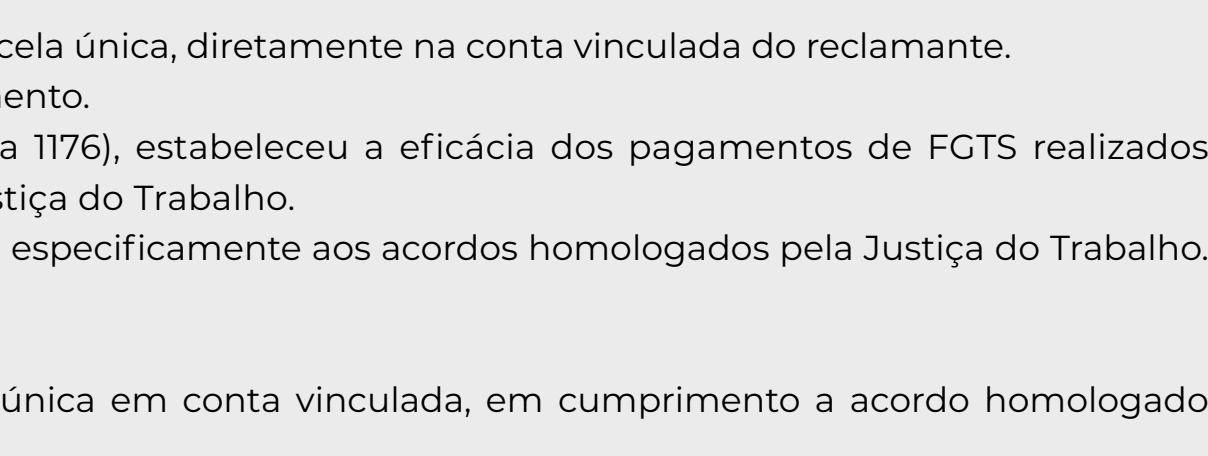 cela única, diretamente na conta vinculada do reclamante.
ento.
a 1176), estabeleceu a eficácia dos pagamentos de FGTS realizados
stiça do Trabalho.
especificamente aos acordos homologados pela Justiça do Trabalho.
única em conta vinculada, em cumprimento a acordo homologado